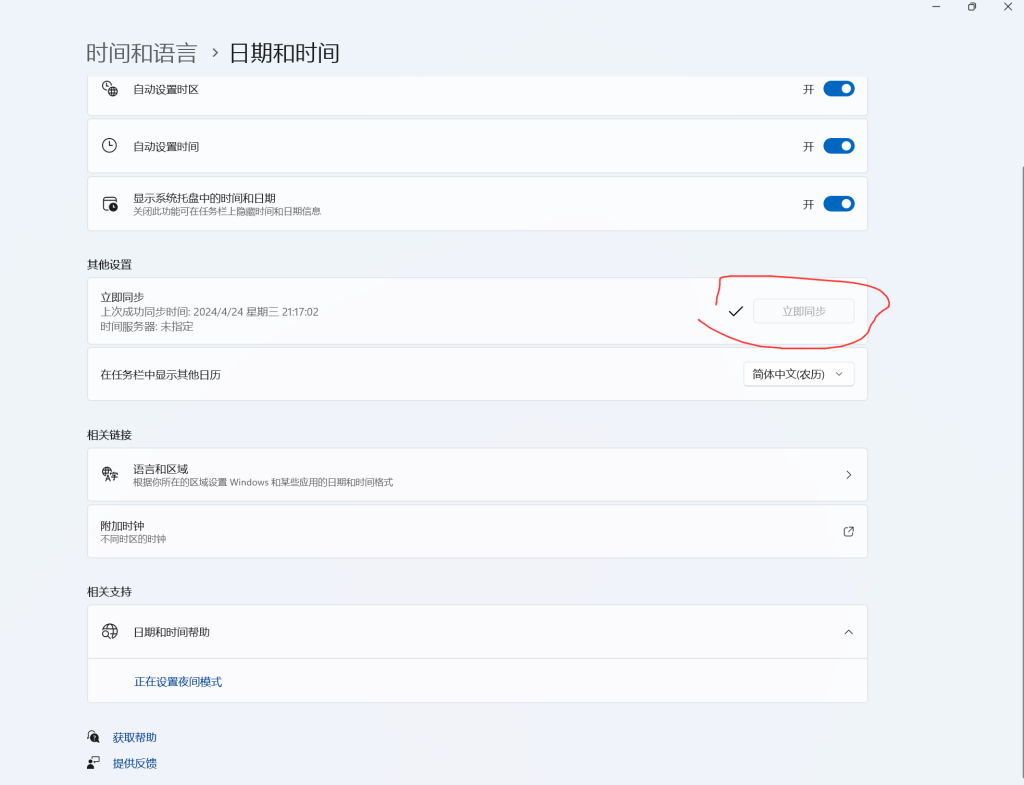 时间和语言 › 日期和时间
自动设置时区 开
自动设置时间 开
显示系统托盘中的时间和日期 开
关闭此功能可在任务栏上隐藏时间和日期信息
其他设置
立即同步
上次成功同步时间: 2024/4/24 星期三 21:17:02
时间服务器: 未指定
立即同步
在任务栏中显示其他日历 简体中文(农历)
相关链接
语言和区域
根据你所在的区域设置 Windows 和某些应用的日期和时间格式
附加时钟
不同时区的时钟
相关支持
日期和时间帮助
正在设置夜间模式
获取帮助
提供反馈